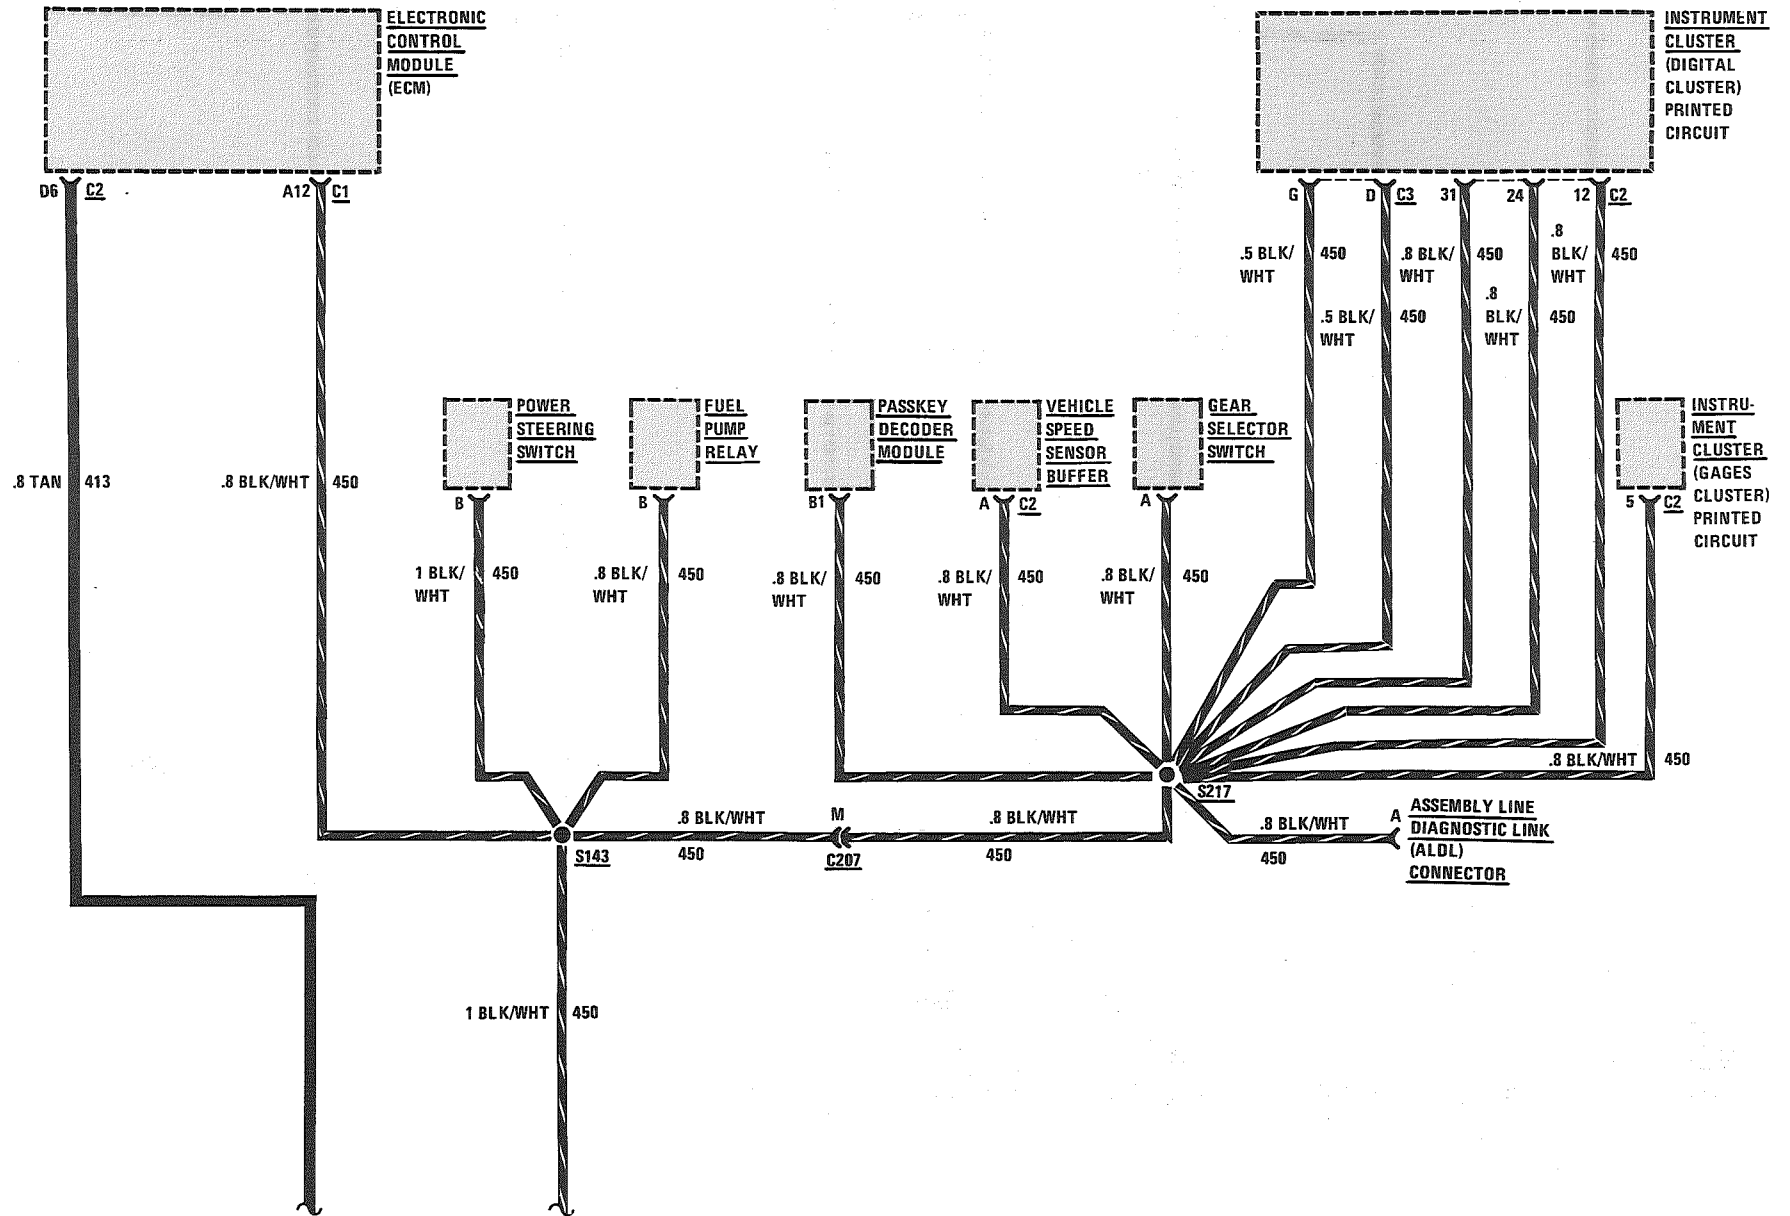 ELECTRONIC
CONTROL
MODULE
(ECM)
INSTRUMENT
CLUSTER
(DIGITAL
CLUSTER)
PRINTED
CIRCUIT
D6 C2
A12 C1
G D C3 31 24 12 C2
.5 BLK/
WHT
450
.5 BLK/
WHT
450
.8 BLK/
WHT
450
.8
BLK/
WHT
450
.8
BLK/
WHT
450
POWER
STEERING
SWITCH
FUEL
PUMP
RELAY
PASSKEY
DECODER
MODULE
VEHICLE
SPEED
SENSOR
BUFFER
GEAR
SELECTOR
SWITCH
INSTRU-
MENT
CLUSTER
(GAGES
CLUSTER)
PRINTED
CIRCUIT
.8 TAN 413
.8 BLK/WHT 450
B
B
B1
A C2
A
5 C2
1 BLK/
WHT
450
.8 BLK/
WHT
450
.8 BLK/
WHT
450
.8 BLK/
WHT
450
.8 BLK/
WHT
450
.8 BLK/WHT 450
S217
.8 BLK/WHT
450
M
C207
.8 BLK/WHT
450
S143
.8 BLK/WHT
450
A
ASSEMBLY LINE
DIAGNOSTIC LINK
(ALDL)
CONNECTOR
1 BLK/WHT 450